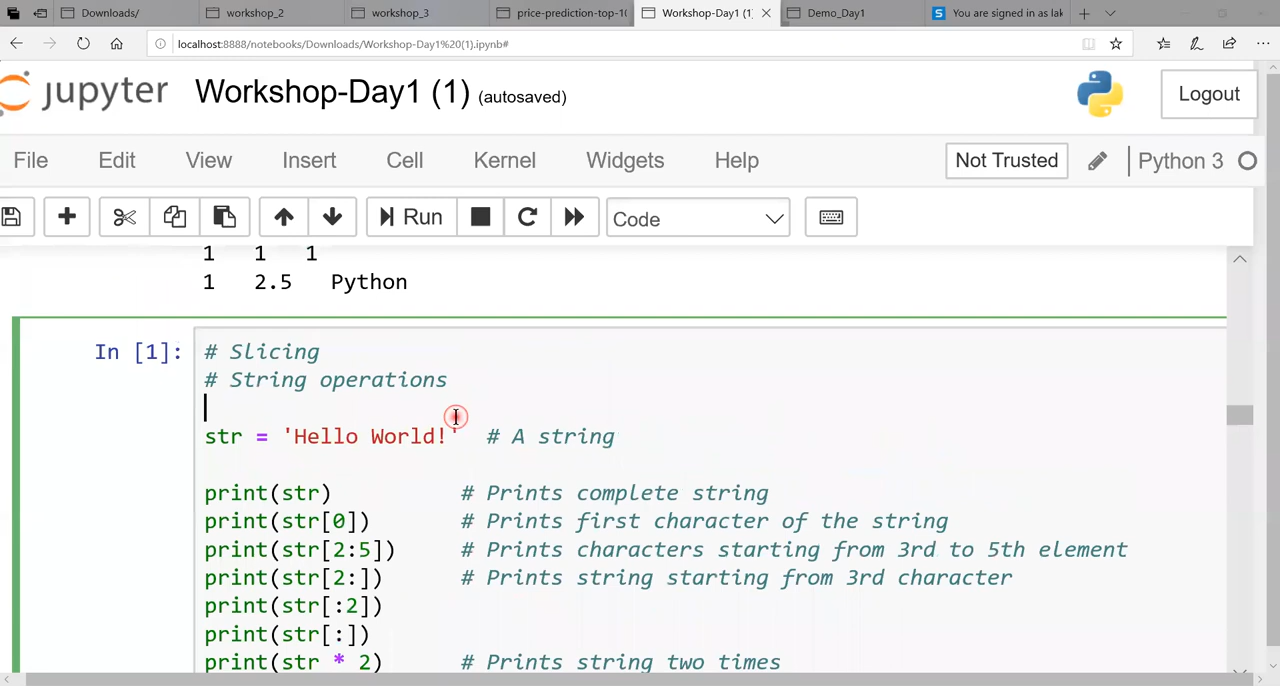 Downloads/ workshop_2 workshop_3 price-prediction-top-10 Workshop-Day1 (1) Demo_Day1 You are signed in as lak
localhost:8888/notebooks/Downloads/Workshop-Day1%20(1).ipynb#
jupyter Workshop-Day1 (1) (autosaved) Logout
File Edit View Insert Cell Kernel Widgets Help Not Trusted Python 3
Run Code
1 1 1
1 2.5 Python
In [1]: # Slicing
# String operations
str = 'Hello World!' # A string
print(str) # Prints complete string
print(str[0]) # Prints first character of the string
print(str[2:5]) # Prints characters starting from 3rd to 5th element
print(str[2:]) # Prints string starting from 3rd character
print(str[:2])
print(str[:])
print(str * 2) # Prints string two times